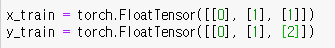 x_train = torch.FloatTensor([[0], [1], [1]])
y_train = torch.FloatTensor([[0], [1], [2]])